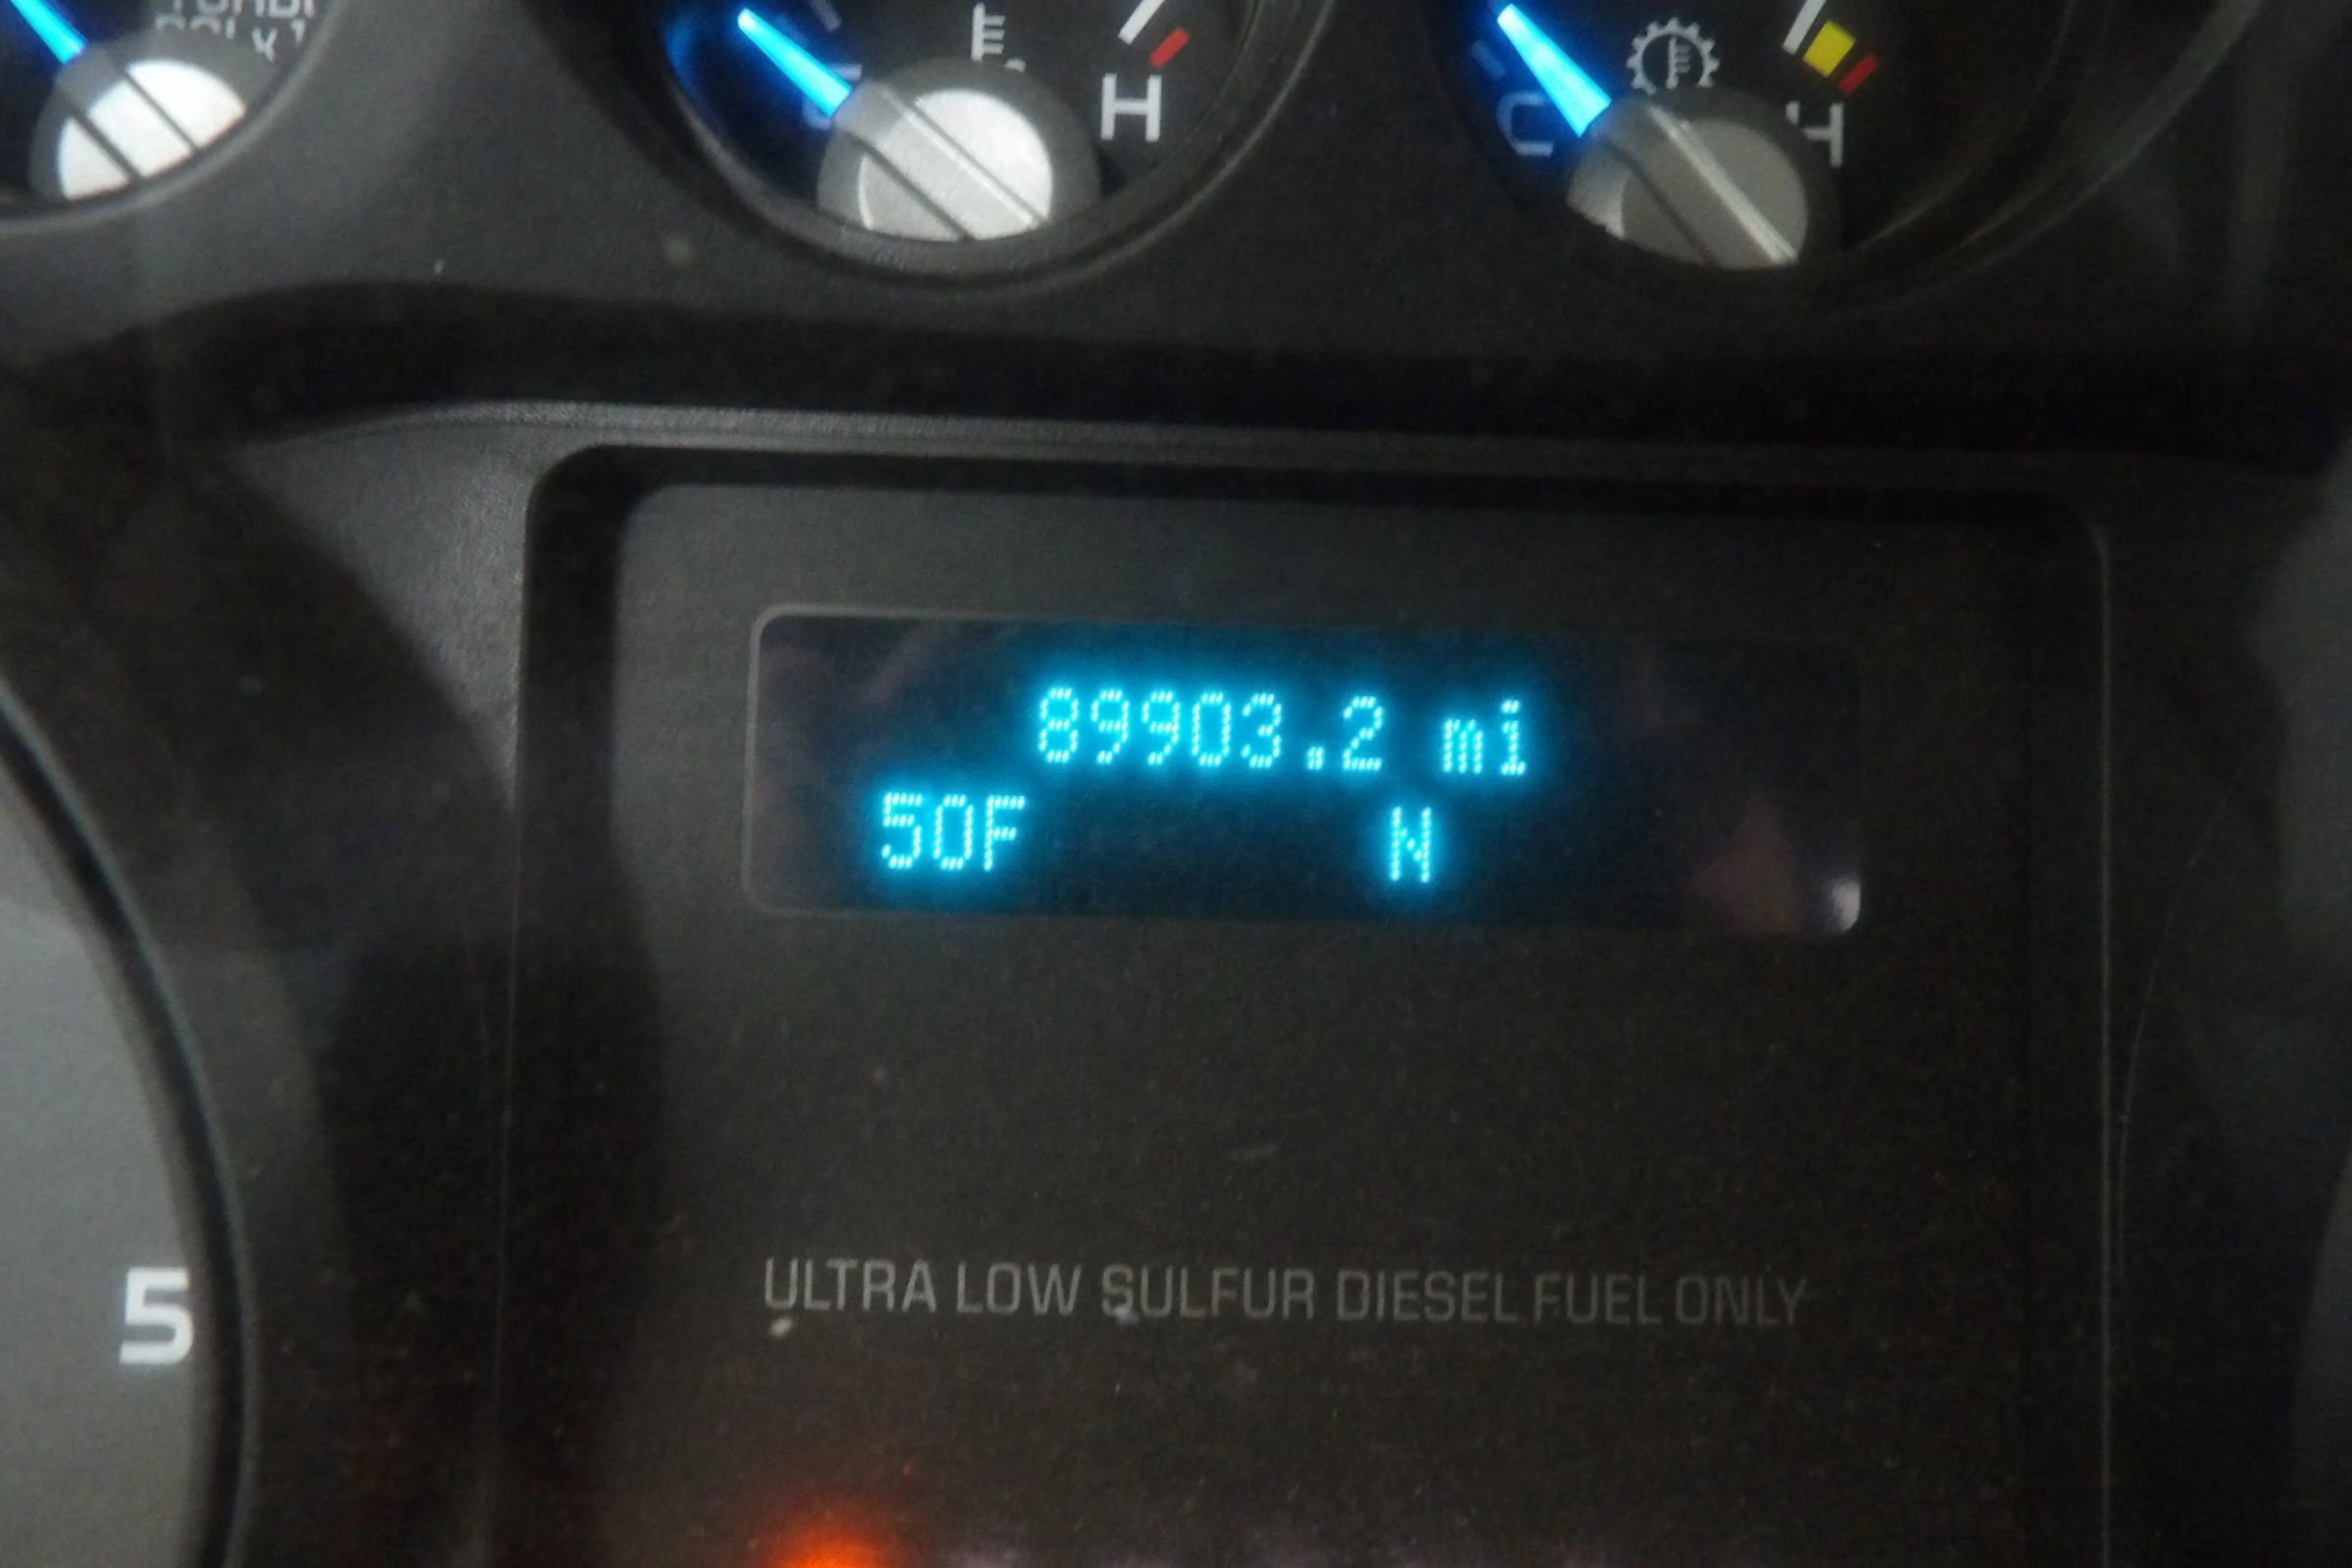 H
C
H
89903.2 mi
50F N
5
ULTRA LOW SULFUR DIESEL FUEL ONLY